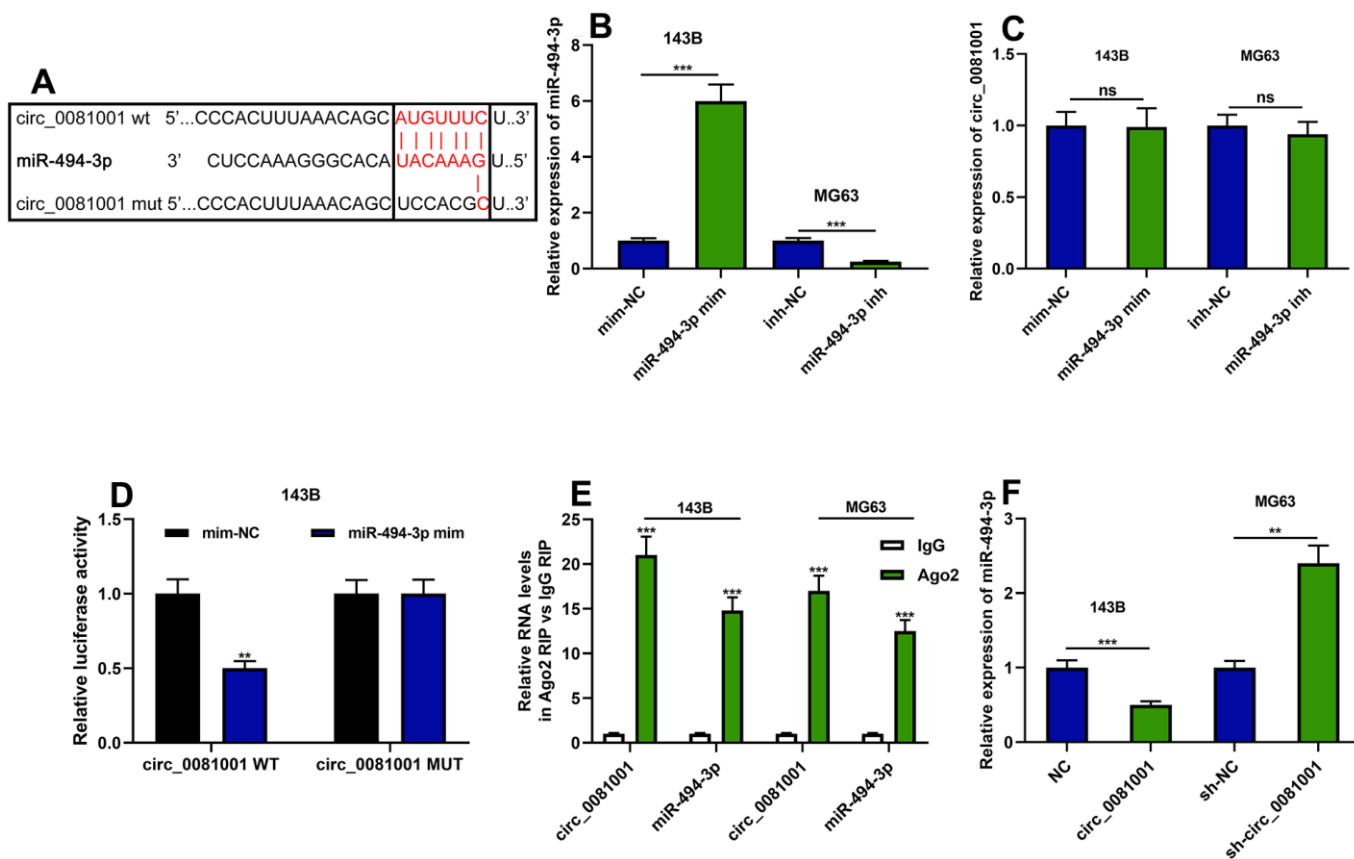 A
circ_0081001 wt 5’...CCCACUUUAAACAGC AUGUUUC U..3’
miR-494-3p 3’ CUCCAAAGGGCACA UACAAAG U..5’
circ_0081001 mut 5’...CCCACUUUAAACAGC UCCACGC U..3’
B
Relative expression of miR-494-3p
8
6
4
2
0
143B
***
MG63
***
mim-NC
miR-494-3p mim
inh-NC
miR-494-3p inh
C
Relative expression of circ_0081001
1.5
1.0
0.5
0.0
143B
ns
MG63
ns
mim-NC
miR-494-3p mim
inh-NC
miR-494-3p inh
D
143B
Relative luciferase activity
1.5
1.0
0.5
0.0
mim-NC
miR-494-3p mim
**
circ_0081001 WT
circ_0081001 MUT
E
Relative RNA levels
in Ago2 RIP vs IgG RIP
25
20
15
10
5
0
143B
MG63
IgG
Ago2
***
***
***
***
circ_0081001
miR-494-3p
circ_0081001
miR-494-3p
F
Relative expression of miR-494-3p
3
2
1
0
143B
***
MG63
**
NC
circ_0081001
sh-NC
sh-circ_0081001